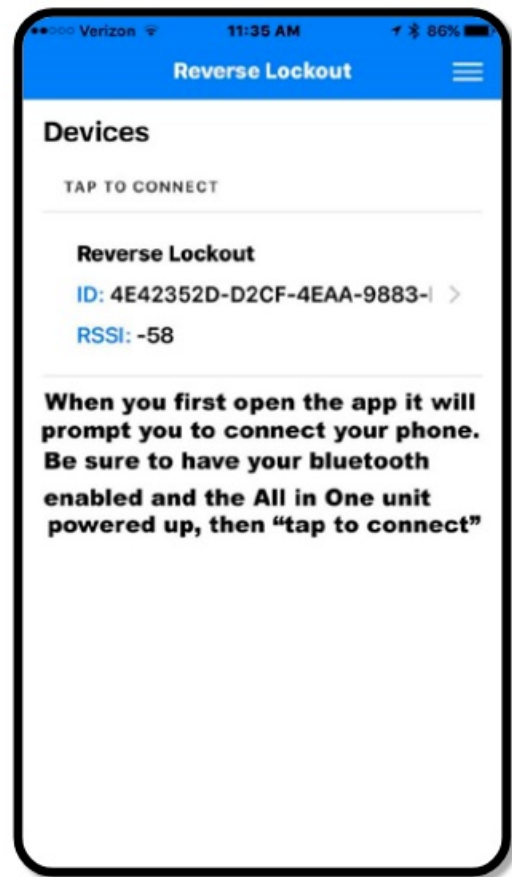 Verizon 11:35 AM 86%
Reverse Lockout
Devices
TAP TO CONNECT
Reverse Lockout
ID: 4E42352D-D2CF-4EAA-9883-
RSSI: -58
When you first open the app it will
prompt you to connect your phone.
Be sure to have your bluetooth
enabled and the All in One unit
powered up, then “tap to connect”